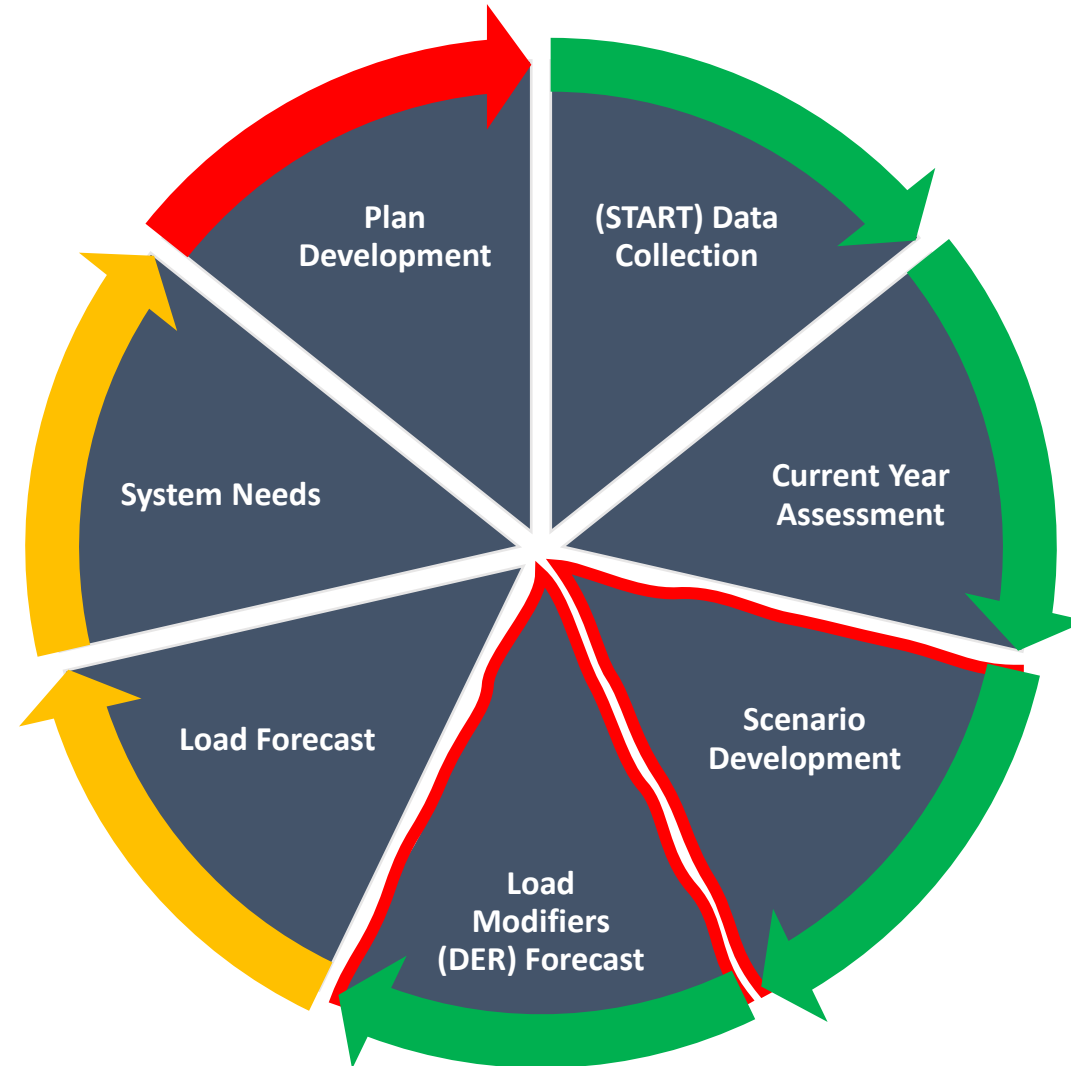 (START) Data
Collection
Current Year
Assessment
Scenario
Development
Load
Modifiers
(DER) Forecast
Load Forecast
System Needs
Plan
Development